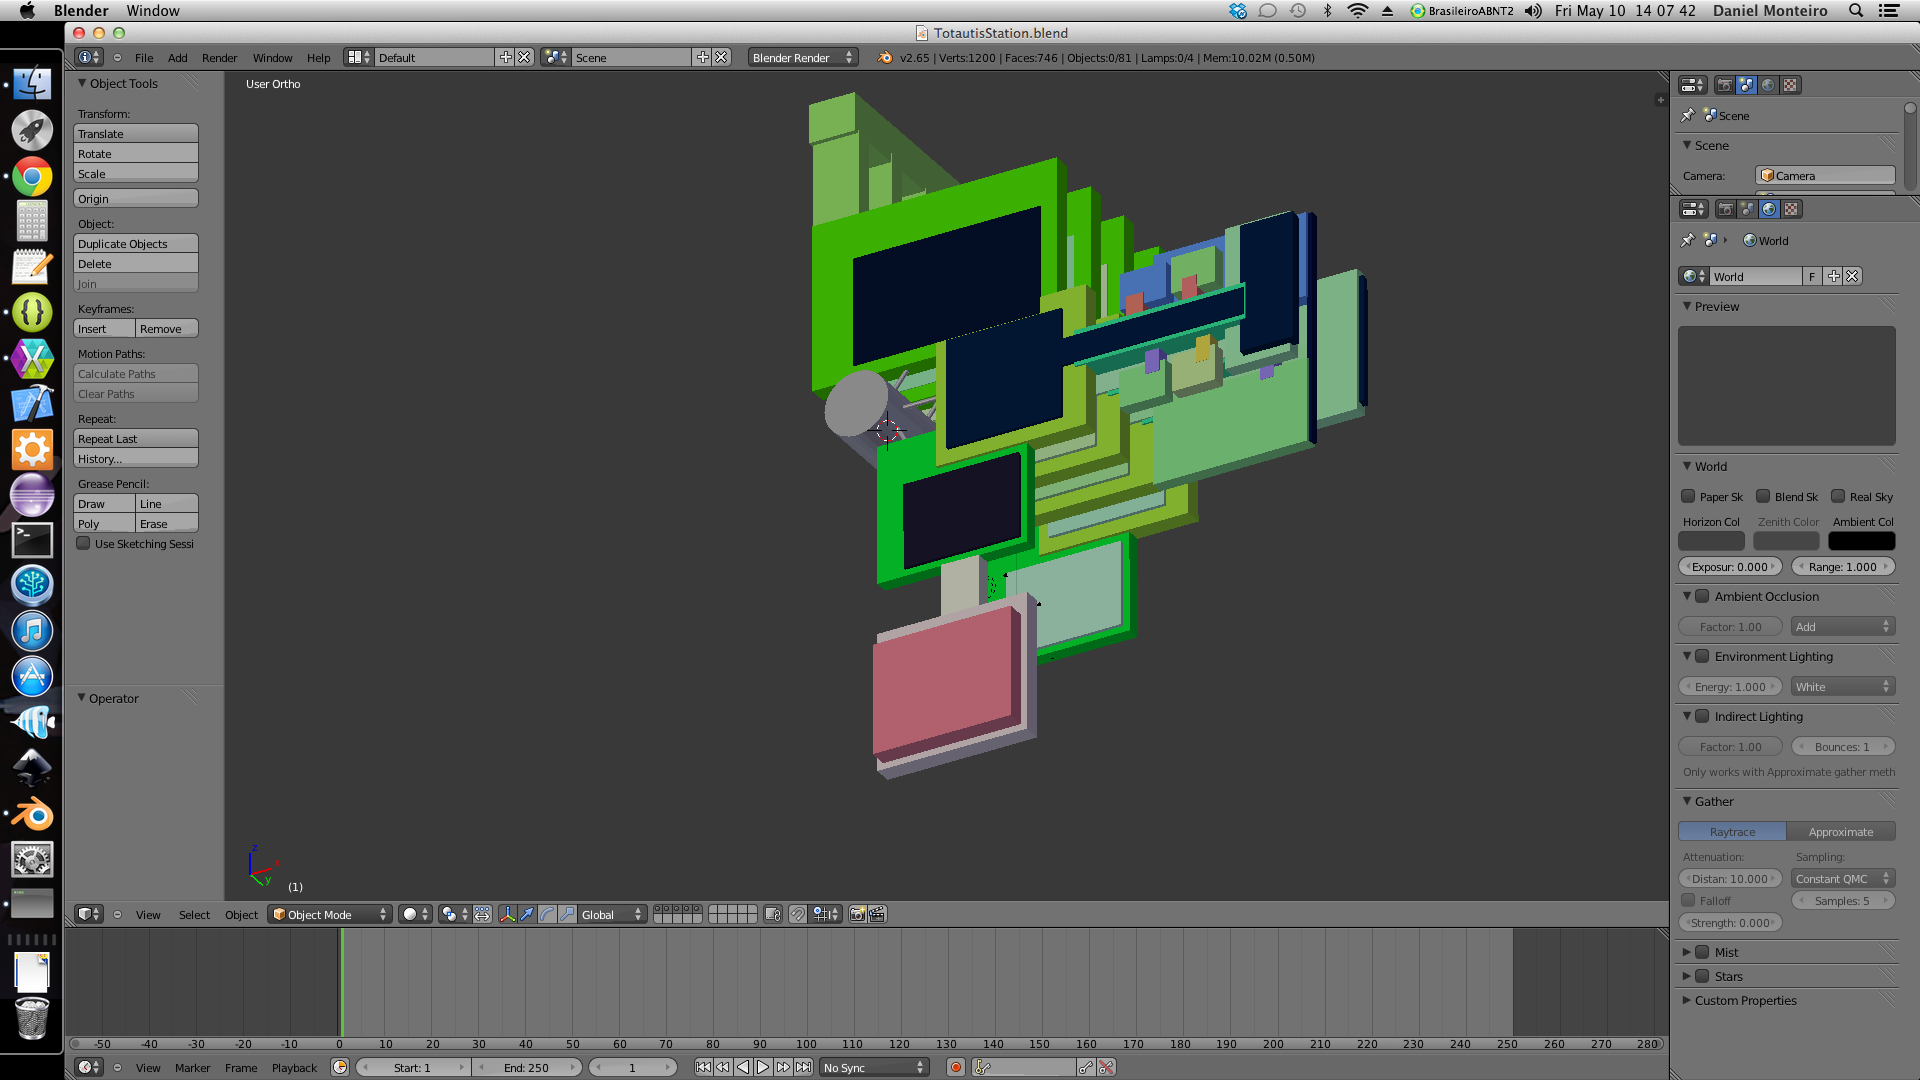 Blender Window
BrasileiroABNT2 Fri May 10 14 07 42 Daniel Monteiro
TotautisStation.blend
File Add Render Window Help Default Scene Blender Render v2.65 | Verts:1200 | Faces:746 | Objects:0/81 | Lamps:0/4 | Mem:10.02M (0.50M)
Object Tools
Transform:
Translate
Rotate
Scale
Origin
Object:
Duplicate Objects
Delete
Join
Keyframes:
Insert Remove
Motion Paths:
Calculate Paths
Clear Paths
Repeat:
Repeat Last
History...
Grease Pencil:
Draw Line
Poly Erase
Use Sketching Sessi
Operator
User Ortho
z
x
y
(1)
View Select Object Object Mode Global
-50 -40 -30 -20 -10 0 10 20 30 40 50 60 70 80 90 100 110 120 130 140 150 160 170 180 190 200 210 220 230 240 250 260 270 280
View Marker Frame Playback Start: 1 End: 250 1 No Sync
Scene
Scene
Camera: Camera
World
World F
Preview
World
Paper Sk Blend Sk Real Sky
Horizon Col Zenith Color Ambient Col
Exposur: 0.000 Range: 1.000
Ambient Occlusion
Factor: 1.00 Add
Environment Lighting
Energy: 1.000 White
Indirect Lighting
Factor: 1.00 Bounces: 1
Only works with Approximate gather meth
Gather
Raytrace Approximate
Attenuation: Sampling:
Distan: 10.000 Constant QMC
Falloff Samples: 5
Strength: 0.000
Mist
Stars
Custom Properties